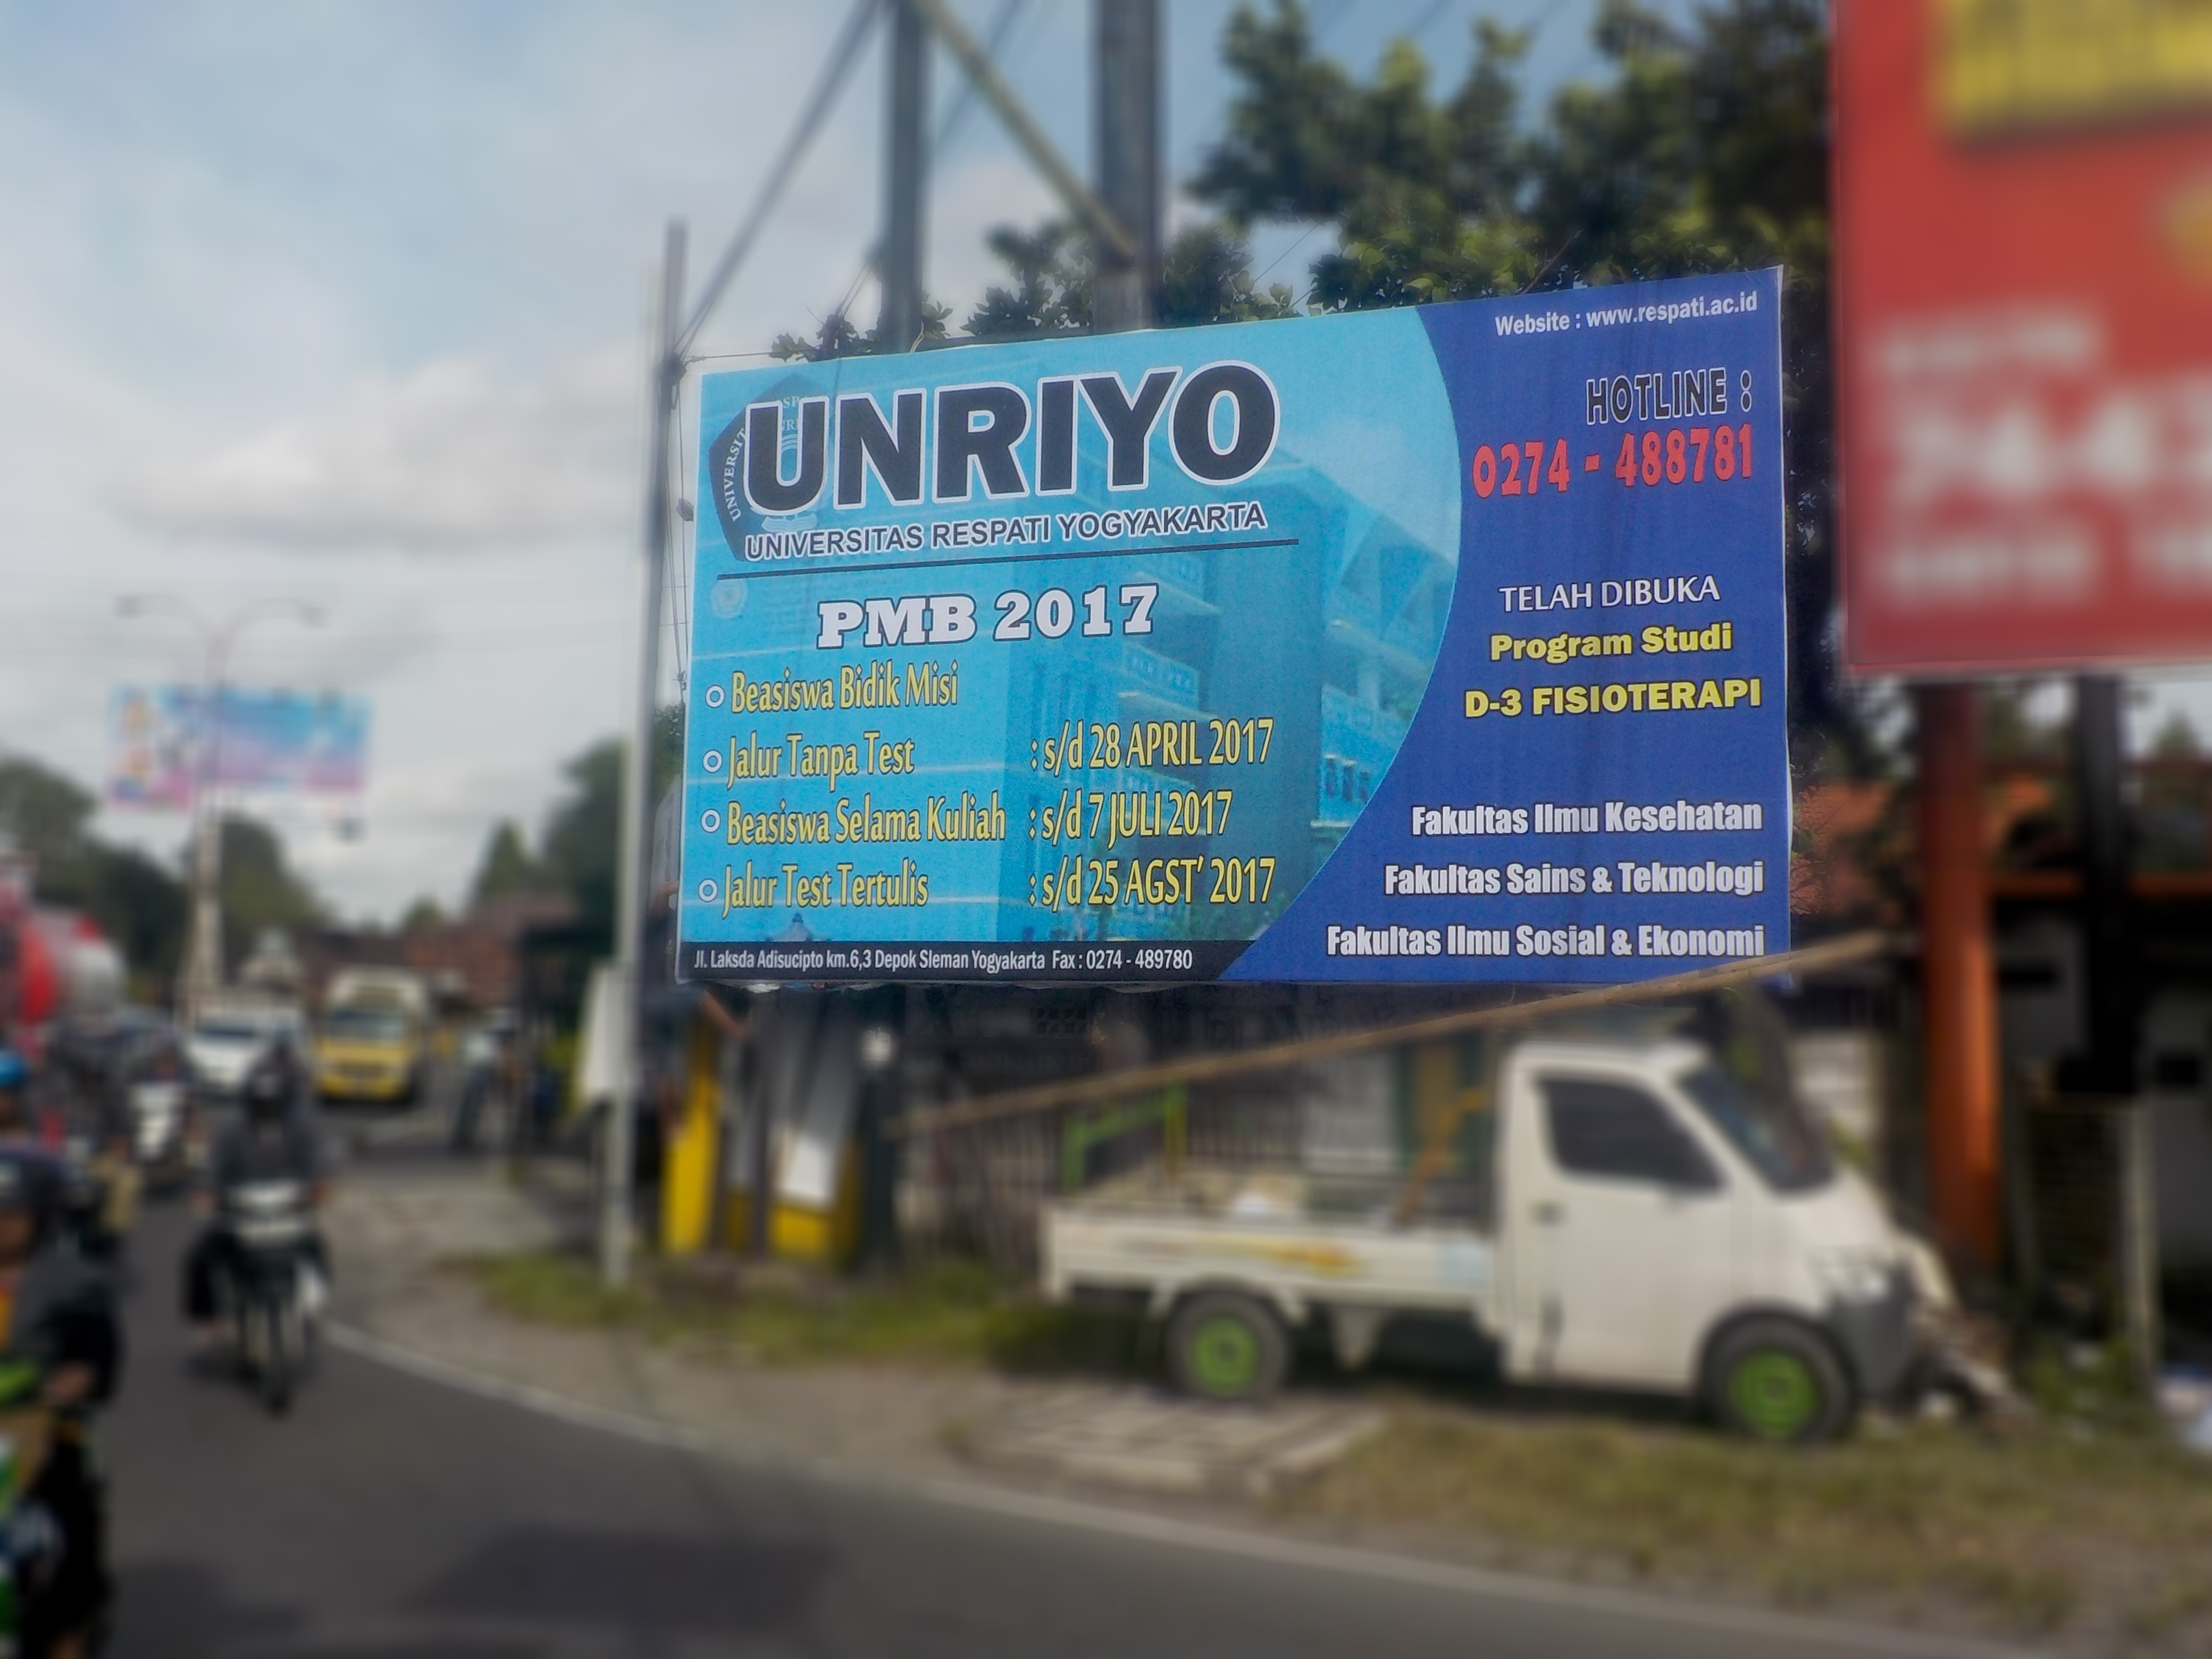 UNRIYO
UNIVERSITAS RESPATI YOGYAKARTA
PMB 2017
Beasiswa Bidik Misi
Jalur Tanpa Test : s/d 28 APRIL 2017
Beasiswa Selama Kuliah : s/d 7 JULI 2017
Jalur Test Tertulis : s/d 25 AGST' 2017
Jl. Laksda Adisucipto km.6,3 Depok Sleman Yogyakarta Fax : 0274 - 489780
Website : www.respati.ac.id
HOTLINE :
0274 - 488781
TELAH DIBUKA
Program Studi
D-3 FISIOTERAPI
Fakultas Ilmu Kesehatan
Fakultas Sains & Teknologi
Fakultas Ilmu Sosial & Ekonomi